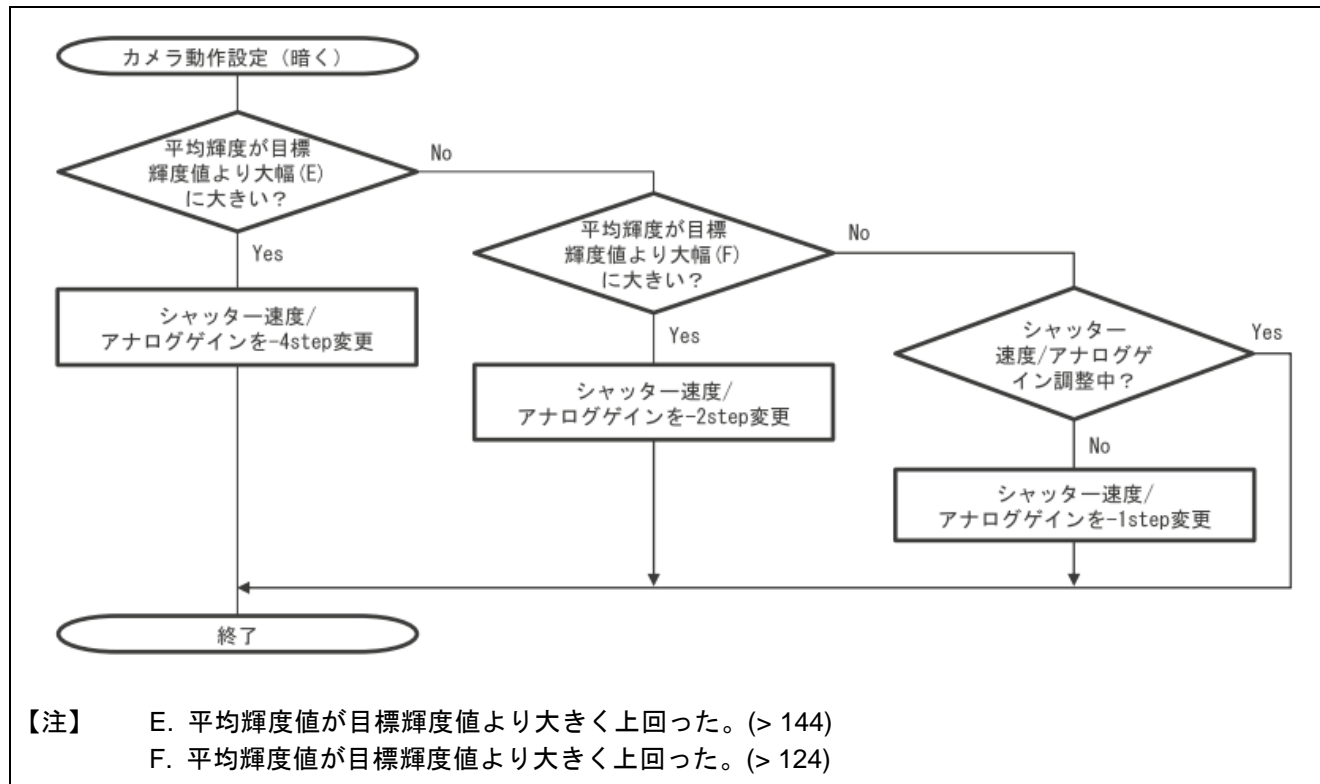 カメラ動作設定（暗く）
平均輝度が目標
輝度値より大幅(E)
に大きい？
No
Yes
シャッター速度/
アナログゲインを-4step変更
平均輝度が目標
輝度値より大幅(F)
に大きい？
No
Yes
シャッター速度/
アナログゲインを-2step変更
シャッター
速度/アナログゲ
イン調整中？
Yes
No
シャッター速度/
アナログゲインを-1step変更
終了
【注】 E. 平均輝度値が目標輝度値より大きく上回った。(> 144)
F. 平均輝度値が目標輝度値より大きく上回った。(> 124)